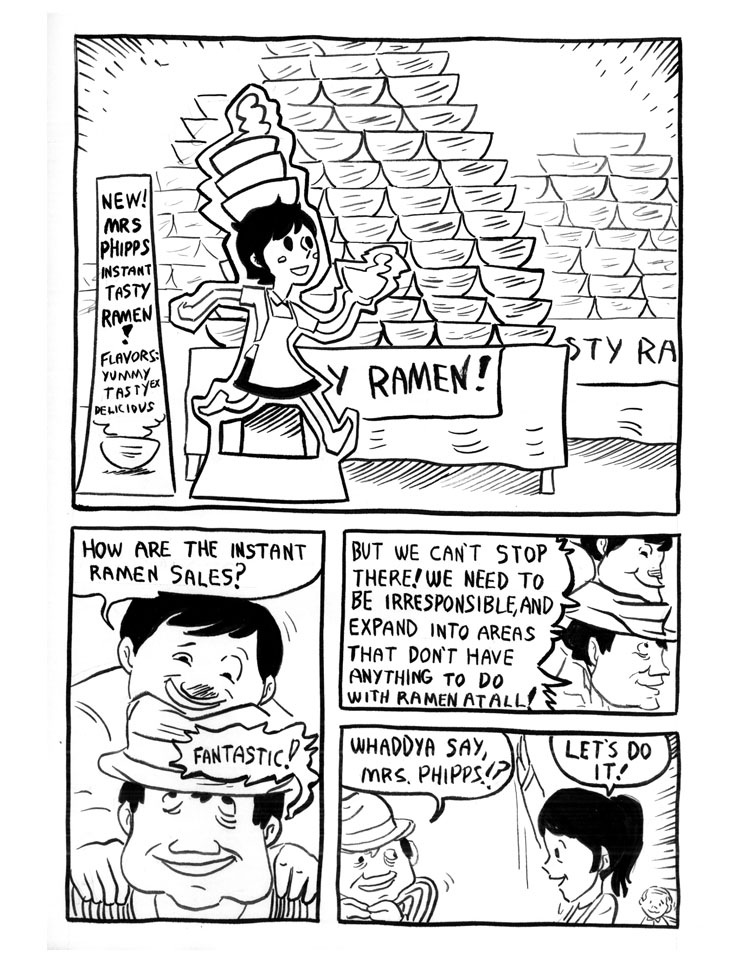 NEW!
MRS
PHIPPS
INSTANT
TASTY
RAMEN
!
FLAVORS:
YUMMY
TASTY EX
DELICIOUS
Y RAMEN!
STY RA
HOW ARE THE INSTANT
RAMEN SALES?
FANTASTIC!
BUT WE CAN'T STOP
THERE! WE NEED TO
BE IRRESPONSIBLE, AND
EXPAND INTO AREAS
THAT DON'T HAVE
ANYTHING TO DO
WITH RAMEN AT ALL!
WHADDYA SAY,
MRS. PHIPPS!?
LET'S DO
IT!